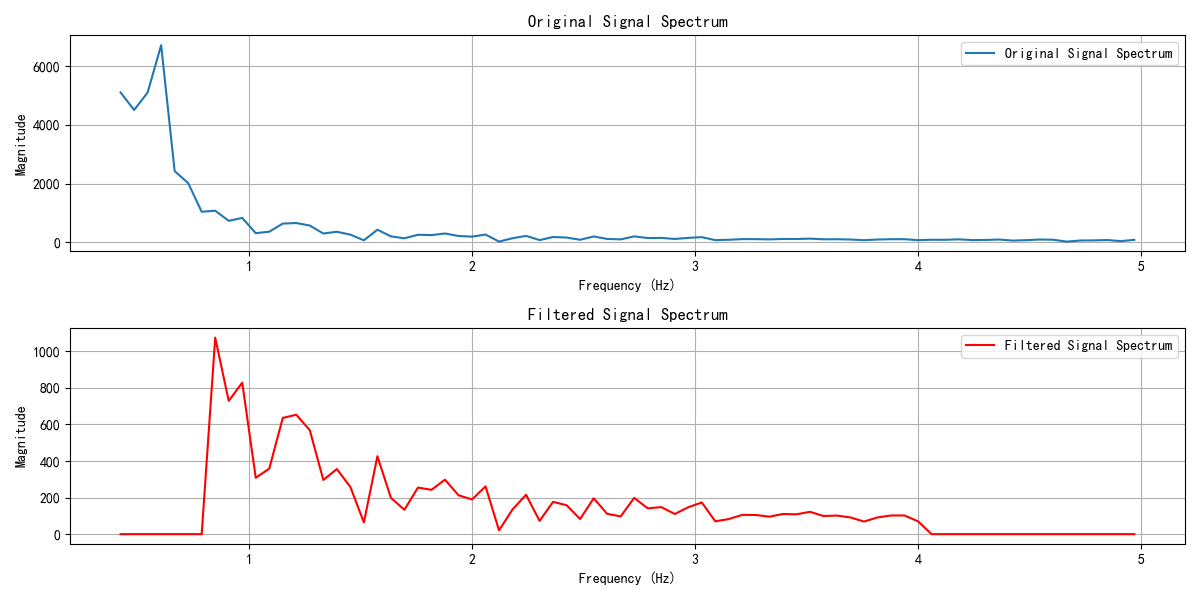 Original Signal Spectrum
Original Signal Spectrum
Magnitude
6000
4000
2000
0
1 2 3 4 5
Frequency (Hz)
Filtered Signal Spectrum
Filtered Signal Spectrum
Magnitude
1000
800
600
400
200
0
1 2 3 4 5
Frequency (Hz)